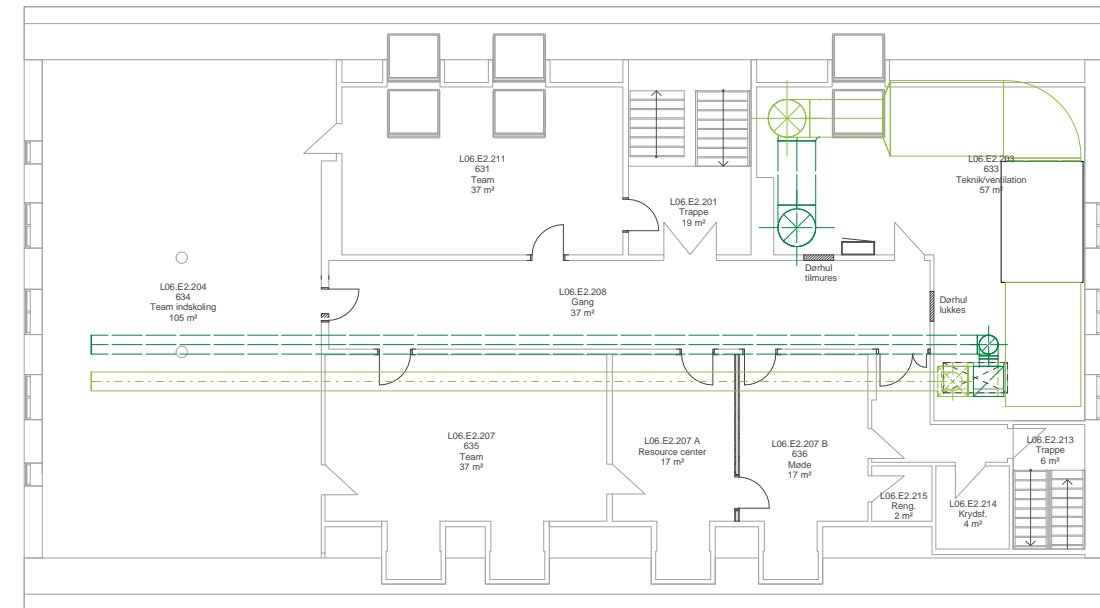 L06.E2.211
631
Team
37 m²
L06.E2.203
633
Teknik/ventilation
57 m²
L06.E2.201
Trappe
19 m²
Dørhul
tilmures
L06.E2.204
634
Team indskoling
105 m²
L06.E2.208
Gang
37 m²
Dørhul
lukkes
L06.E2.207
635
Team
37 m²
L06.E2.207 A
Resource center
17 m²
L06.E2.207 B
636
Møde
17 m²
L06.E2.213
Trappe
6 m²
L06.E2.215
Reng.
2 m²
L06.E2.214
Krydsf.
4 m²